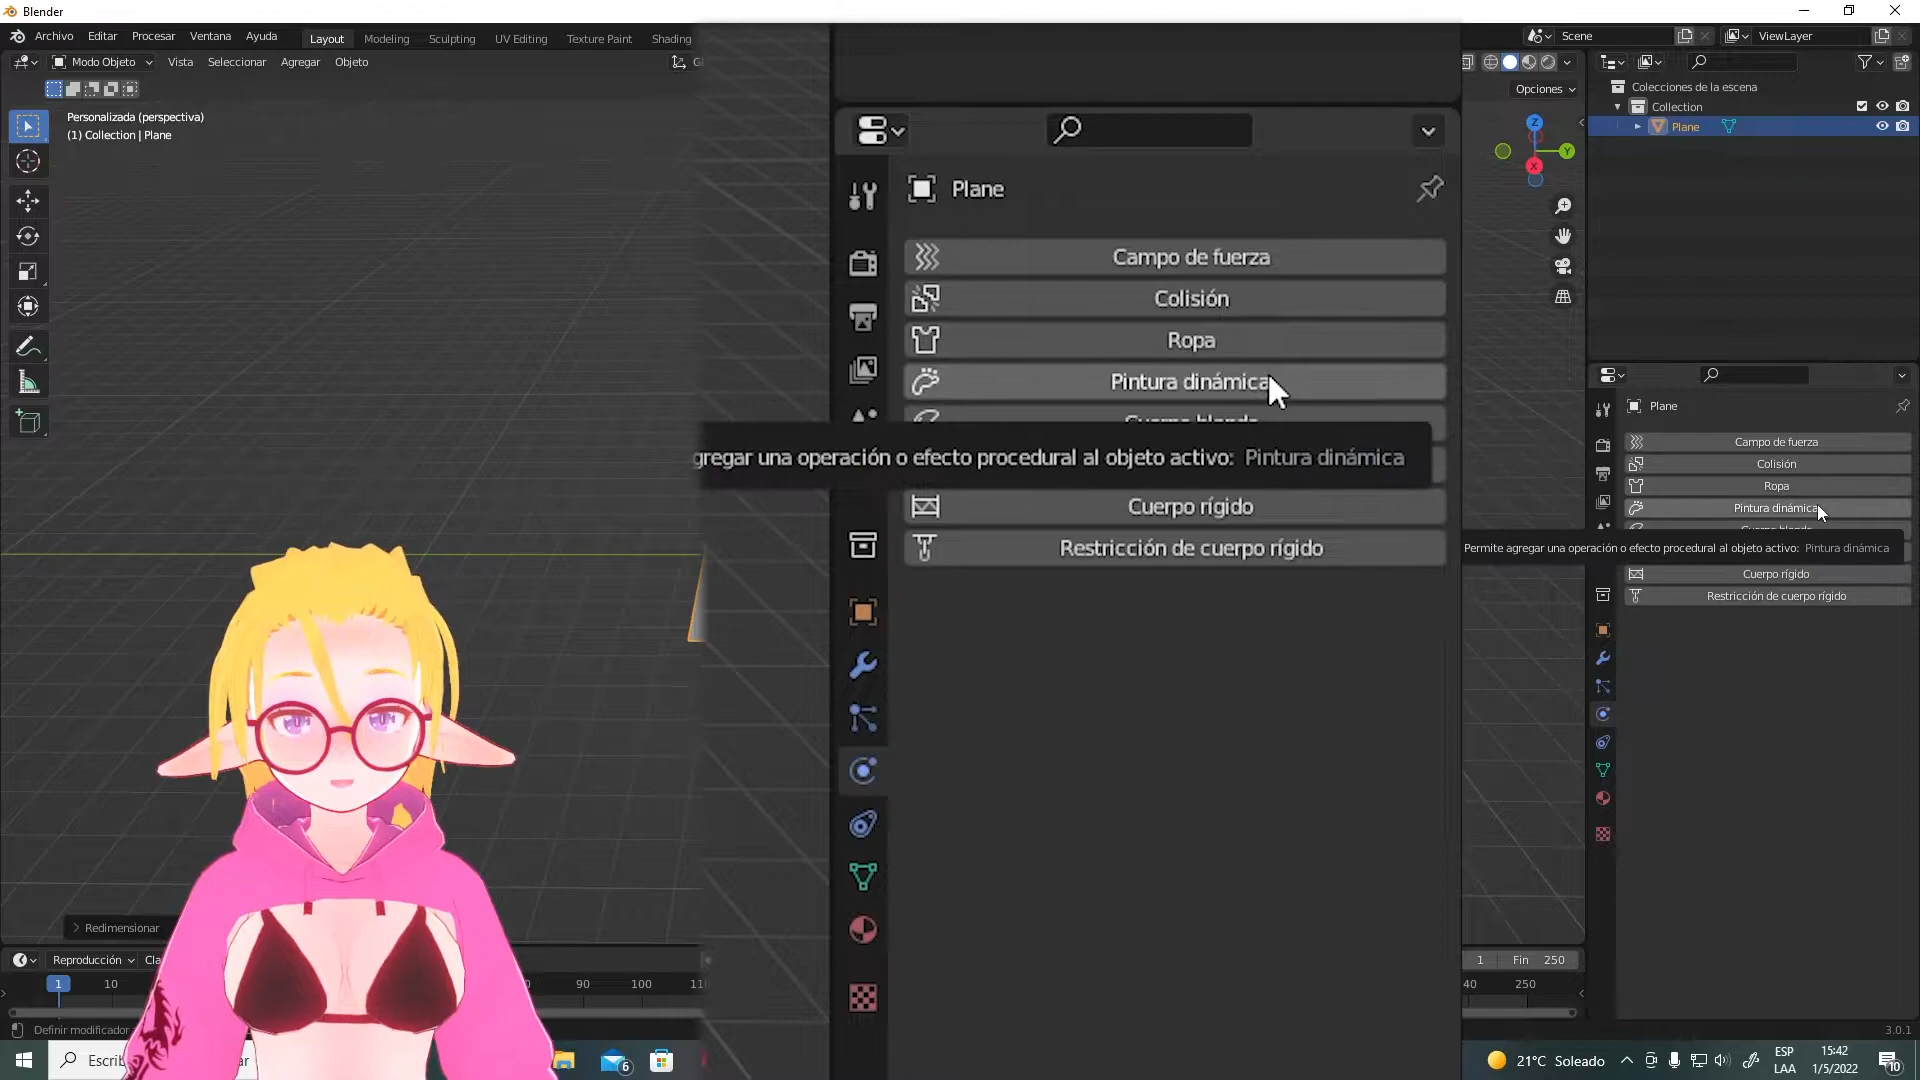 Blender
Archivo Editar Procesar Ventana Ayuda Layout Modeling Sculpting UV Editing Texture Paint Shading
Scene ViewLayer
Modo Objeto Vista Seleccionar Agregar Objeto
Opciones
Personalizada (perspectiva)
(1) Collection | Plane
Colecciones de la escena
Collection
Plane
Z
Y
X
Plane
Campo de fuerza
Colisión
Ropa
Pintura dinámica
gregar una operación o efecto procedural al objeto activo: Pintura dinámica
Cuerpo rígido
Restricción de cuerpo rígido
Plane
Campo de fuerza
Colisión
Ropa
Pintura dinámica
Permite agregar una operación o efecto procedural al objeto activo: Pintura dinámica
Cuerpo rígido
Restricción de cuerpo rígido
Redimensionar
Reproducción
1 Fin 250
1 10 90 100
40 250
Definir modificador
3.0.1
6
21°C Soleado
ESP
LAA
15:42
1/5/2022
10